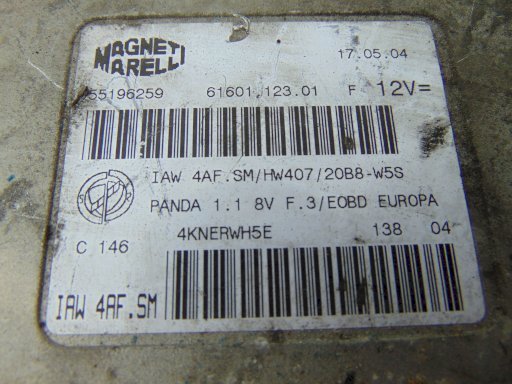 MAGNETI MARELLI
17.05.04
55196259 61601.123.01 F 12V=
IAW 4AF.SM/HW407/20B8-W5S
PANDA 1.1 8V F.3/EOBD EUROPA
C 146 4KNERWH5E 138 04
IAW 4AF.SM